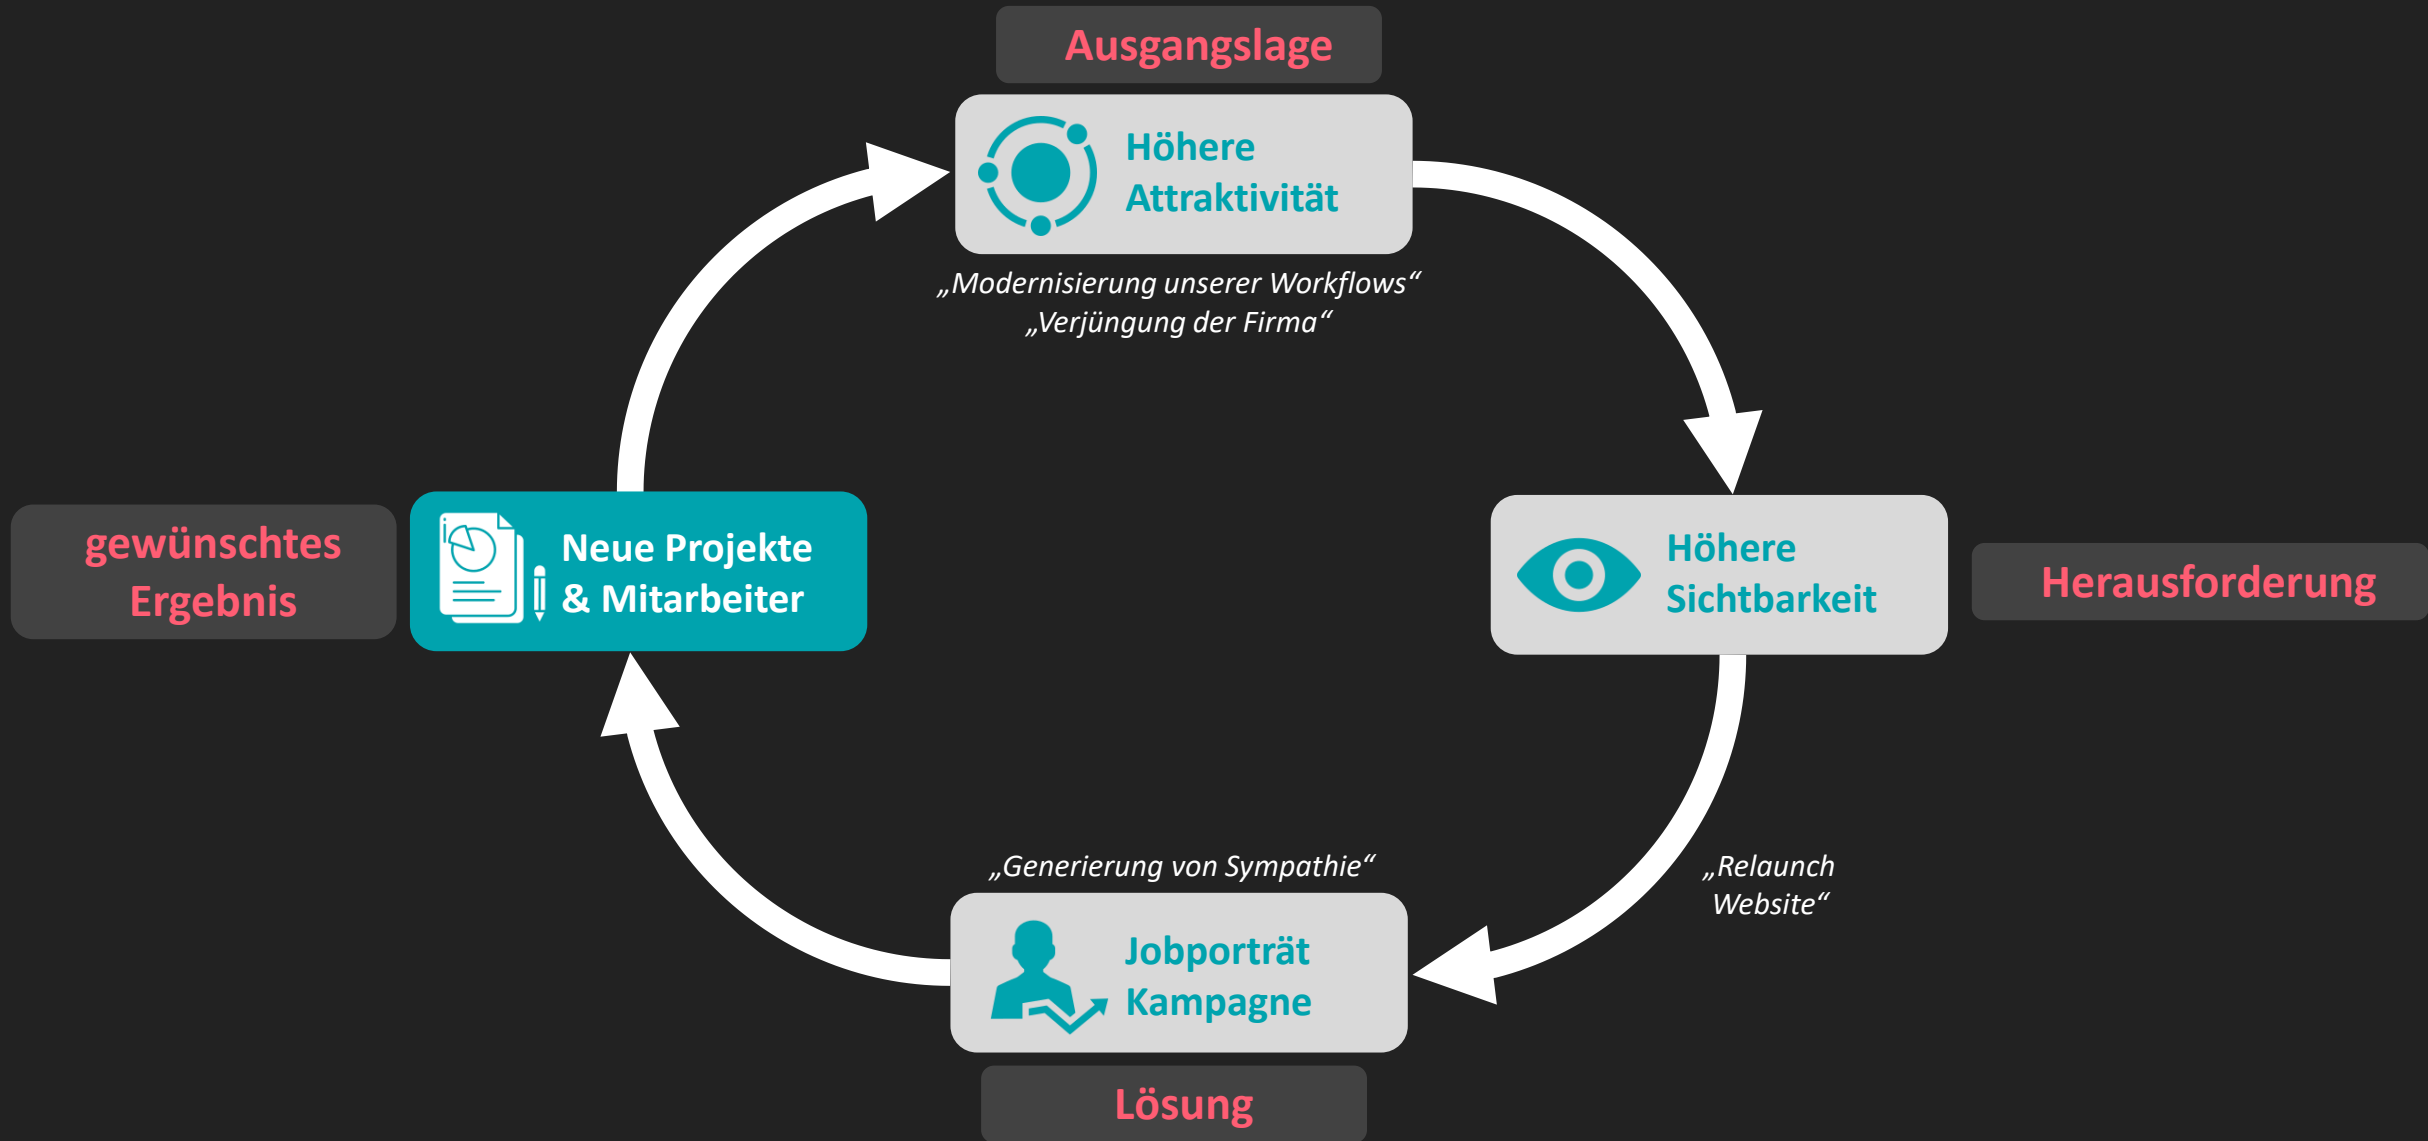 Ausgangslage
Höhere
Attraktivität
„Modernisierung unserer Workflows“
„Verjüngung der Firma“
gewünschtes
Ergebnis
Neue Projekte
& Mitarbeiter
Höhere
Sichtbarkeit
Herausforderung
„Generierung von Sympathie“
„Relaunch
Website“
Jobporträt
Kampagne
Lösung